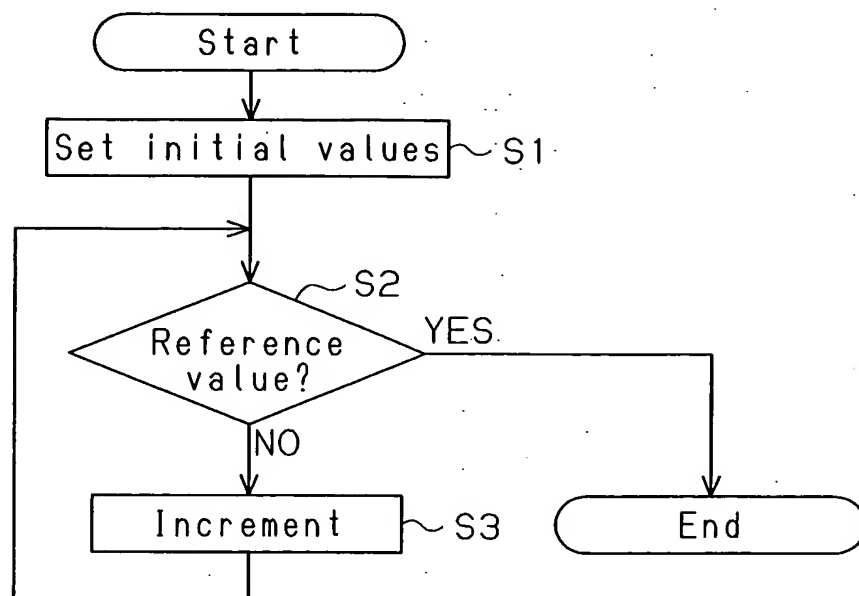 Start
Set initial values
S1
S2
Reference
value?
YES
NO
Increment
S3
End